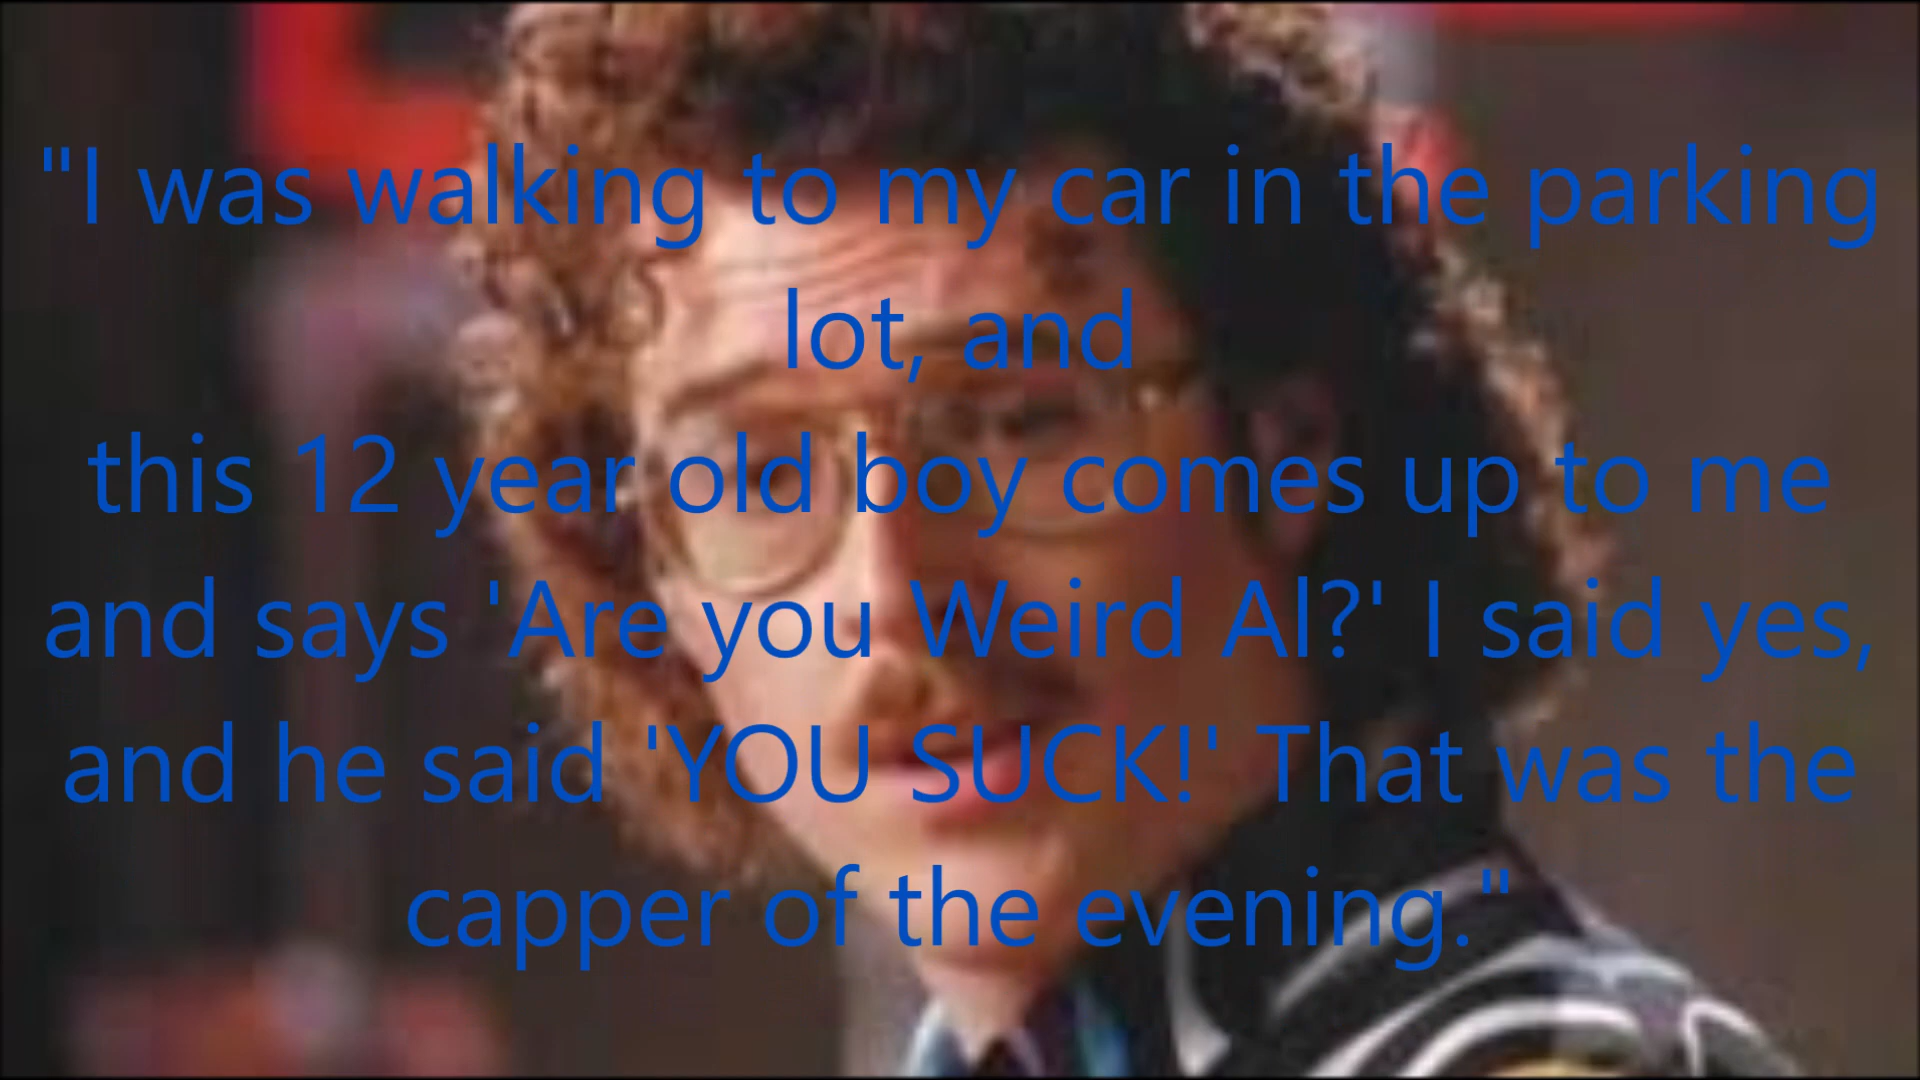 "I was walking to my car in the parking
lot, and
this 12 year old boy comes up to me
and says 'Are you Weird Al?' I said yes,
and he said 'YOU SUCK!' That was the
capper of the evening."